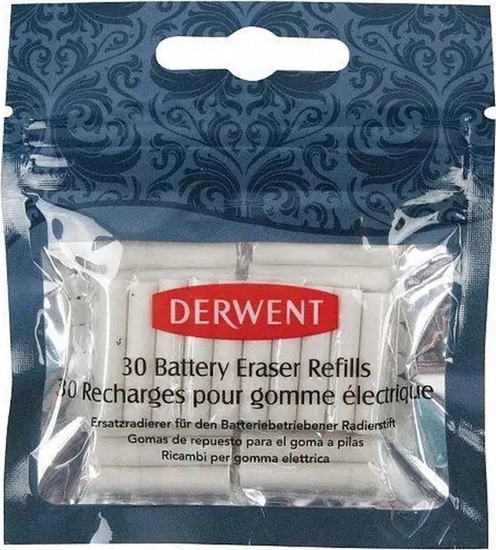 DERWENT
30 Battery Eraser Refills
30 Recharges pour gomme électrique
Ersatzradierer für den Batteriebetriebener Radierstift
Gomas de repuesto para el goma a pilas
Ricambi per gomma elettrica